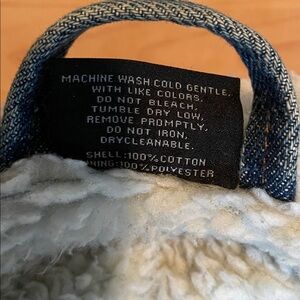 MACHINE WASH:COLD GENTLE,
WITH LIKE COLORS,
DO NOT BLEACH,
TUMBLE DRY LOW,
REMOVE PROMPTLY,
DO NOT IRON,
DRYCLEANABLE.
SHELL:100%COTTON
NING:100%POLYESTER